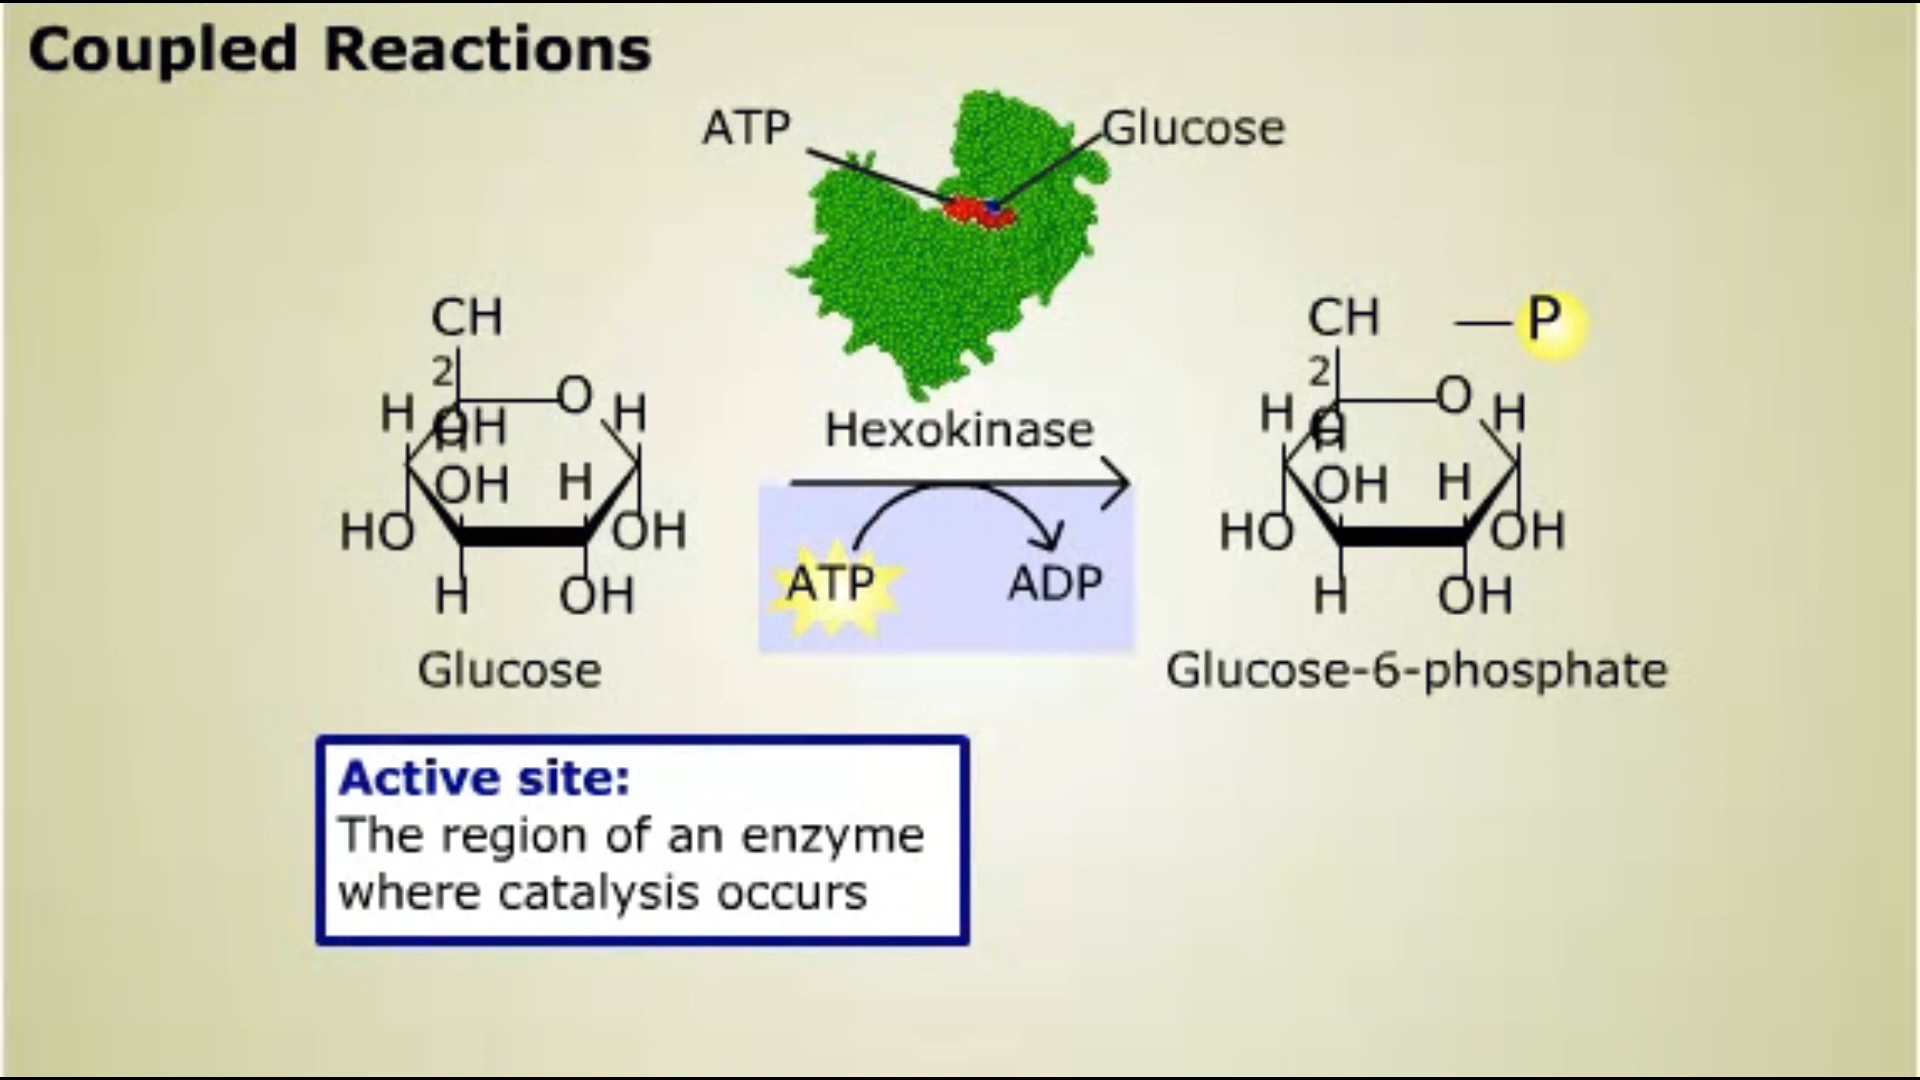 Coupled Reactions
ATP
Glucose
CH
2
OH
O
H
H
H
OH
H
HO
OH
H
OH
Glucose
Hexokinase
ATP
ADP
CH
2
O
P
O
H
H
H
OH
H
HO
OH
H
OH
Glucose-6-phosphate
Active site:
The region of an enzyme
where catalysis occurs